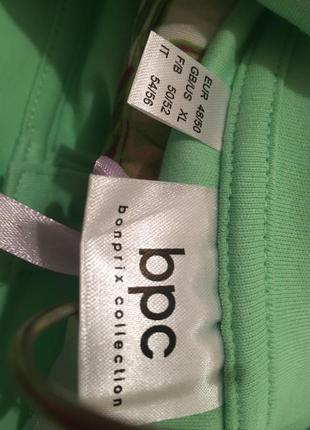 EUR 48/50
GB/US XL
F/B 50/52
IT 54/56
bpc
bonprix collection